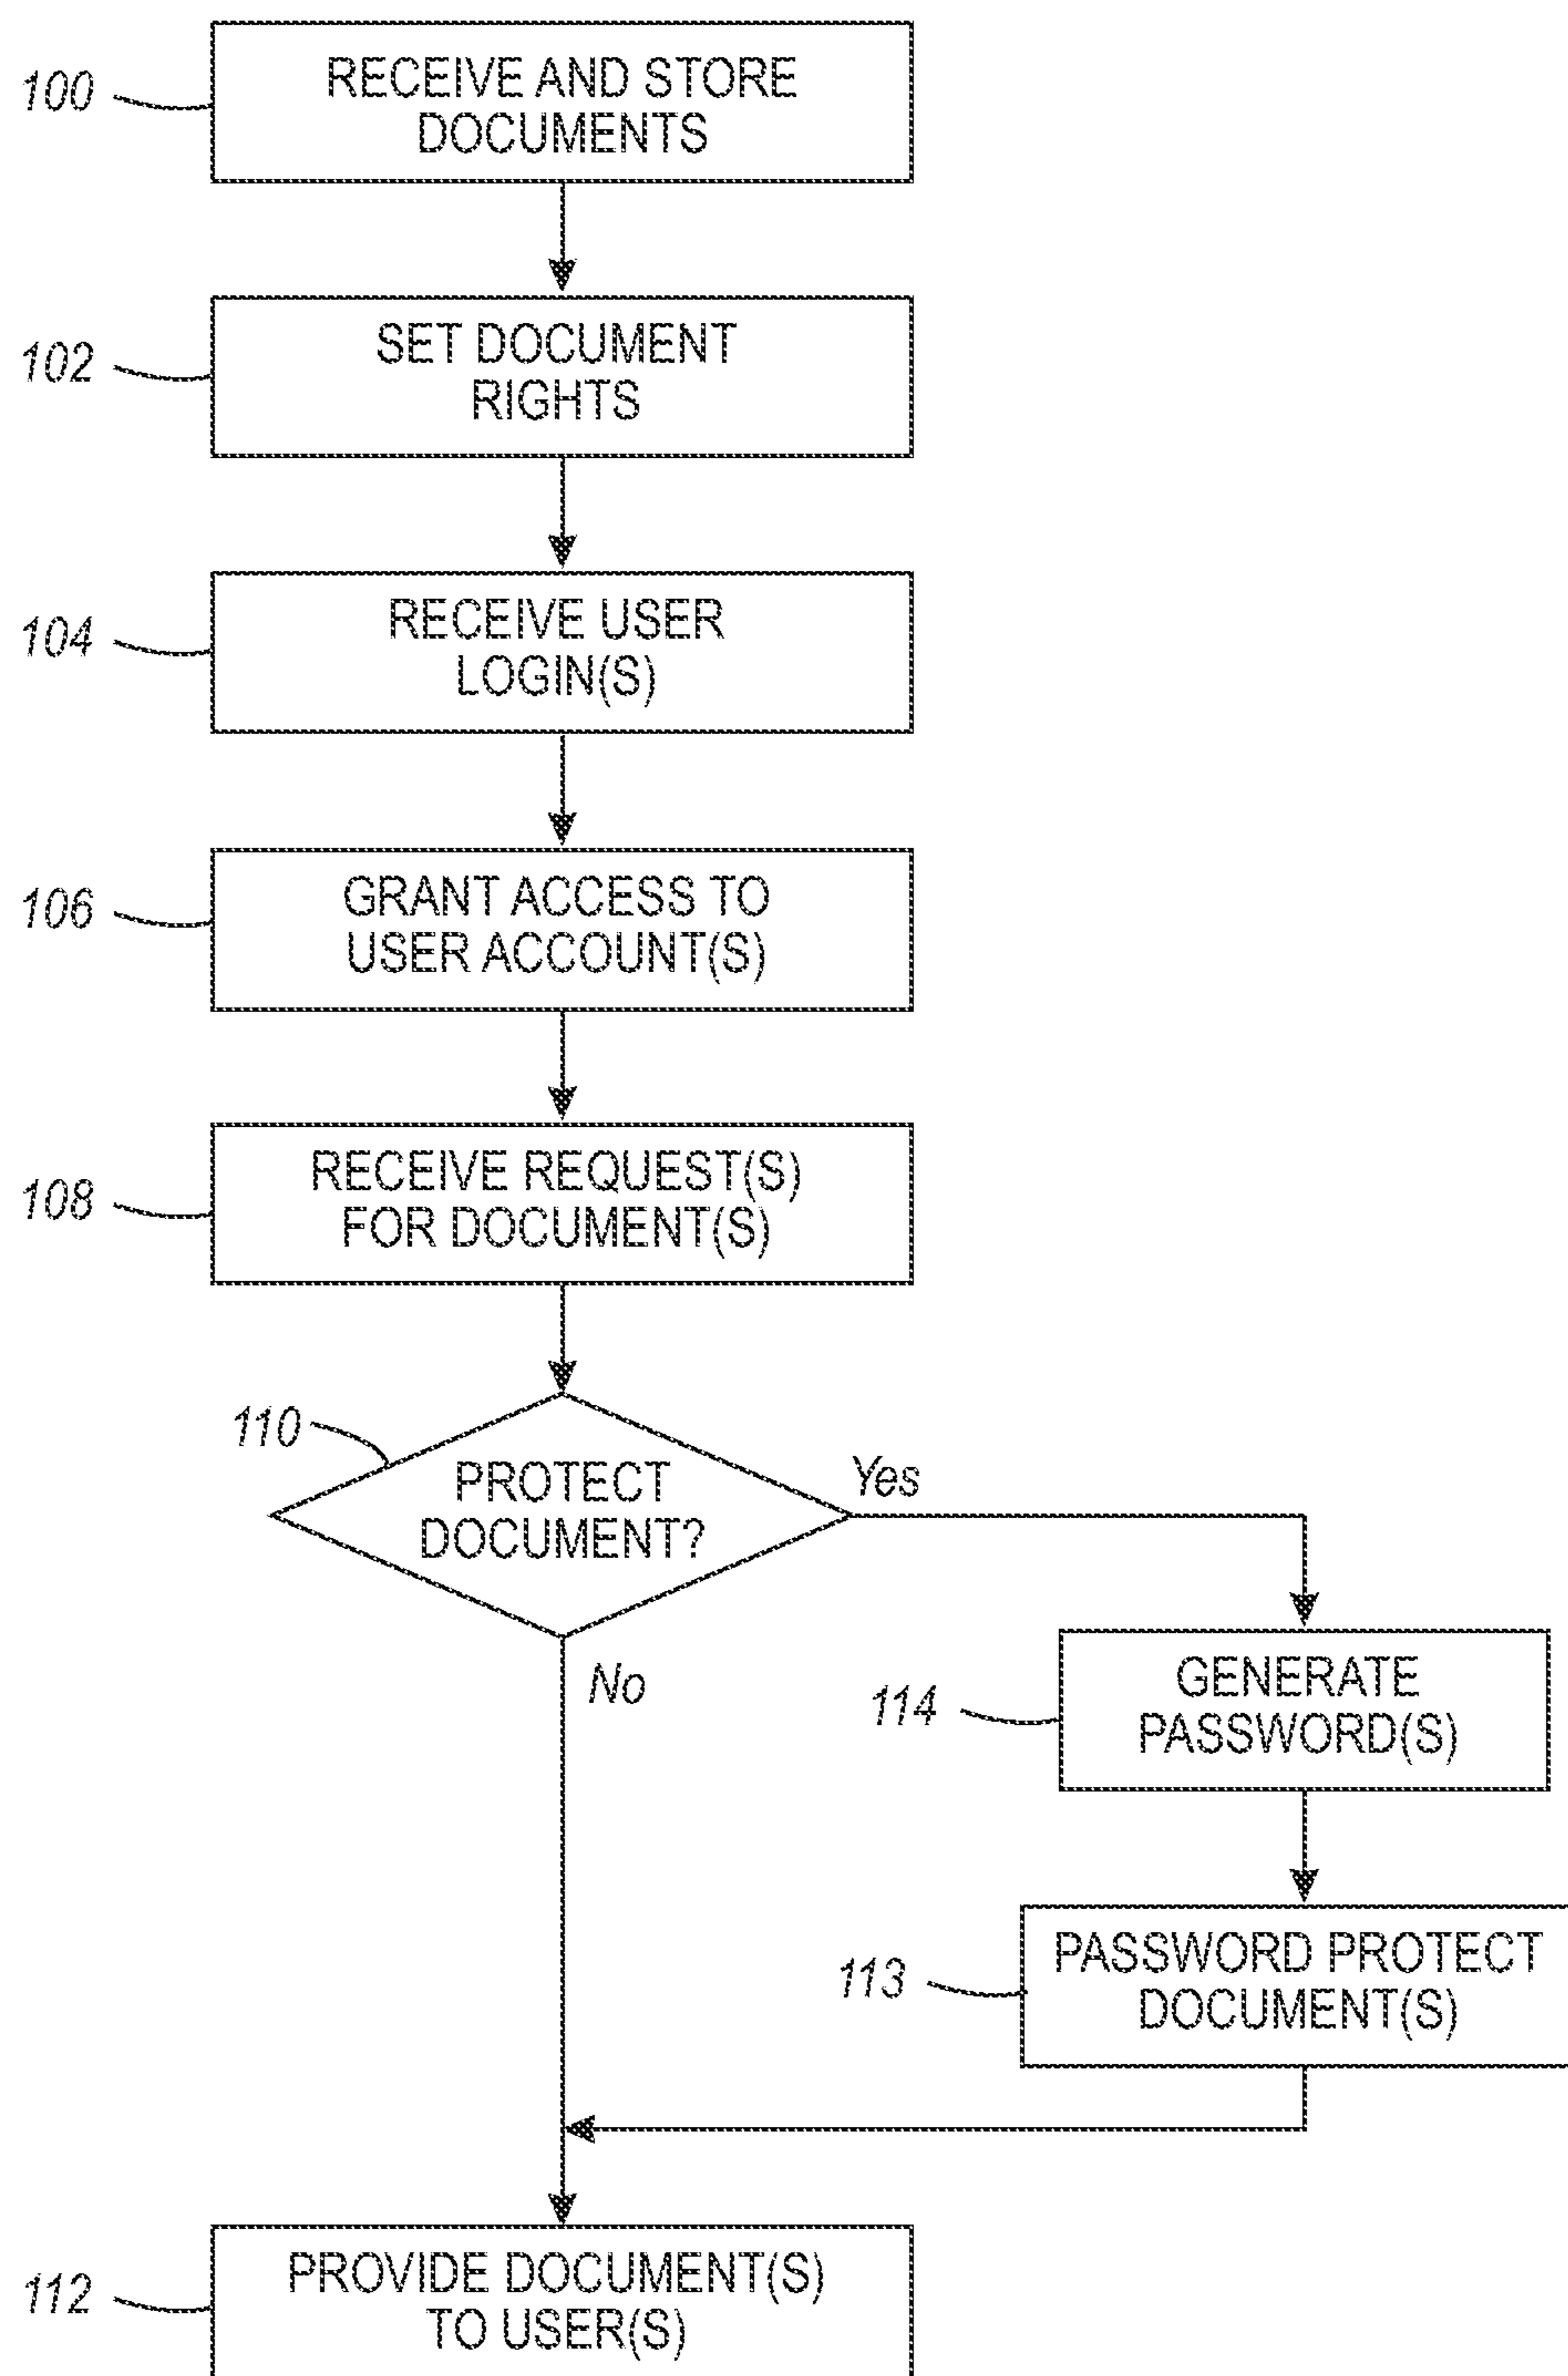 100
RECEIVE AND STORE
DOCUMENTS
102
SET DOCUMENT
RIGHTS
104
RECEIVE USER
LOGIN(S)
106
GRANT ACCESS TO
USER ACCOUNT(S)
108
RECEIVE REQUEST(S)
FOR DOCUMENT(S)
110
PROTECT
DOCUMENT?
Yes
No
114
GENERATE
PASSWORD(S)
113
PASSWORD PROTECT
DOCUMENT(S)
112
PROVIDE DOCUMENT(S)
TO USER(S)